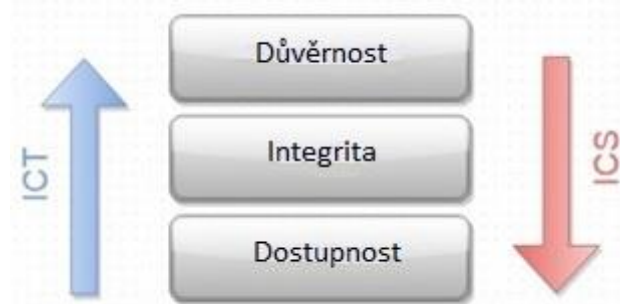 Důvěrnost
ICT
Integrita
ICS
Dostupnost